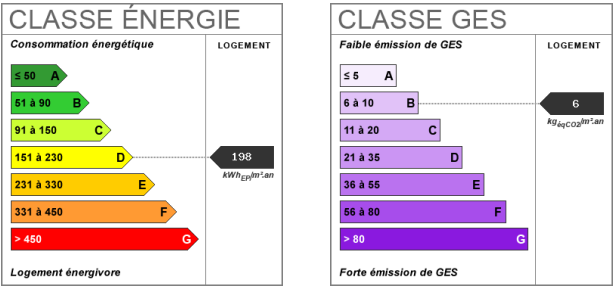 CLASSE ÉNERGIE
Consommation énergétique
LOGEMENT
≤ 50 A
51 à 90 B
91 à 150 C
151 à 230 D
198
kWhEP/m².an
231 à 330 E
331 à 450 F
> 450 G
Logement énergivore
CLASSE GES
Faible émission de GES
LOGEMENT
≤ 5 A
6 à 10 B
6
kgéqCO2/m².an
11 à 20 C
21 à 35 D
36 à 55 E
56 à 80 F
> 80 G
Forte émission de GES